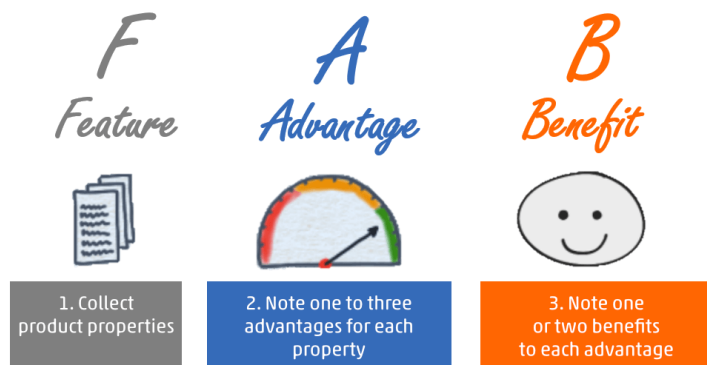 F
A
B
Feature
Advantage
Benefit
1. Collect
product properties
2. Note one to three
advantages for each
property
3. Note one
or two benefits
to each advantage